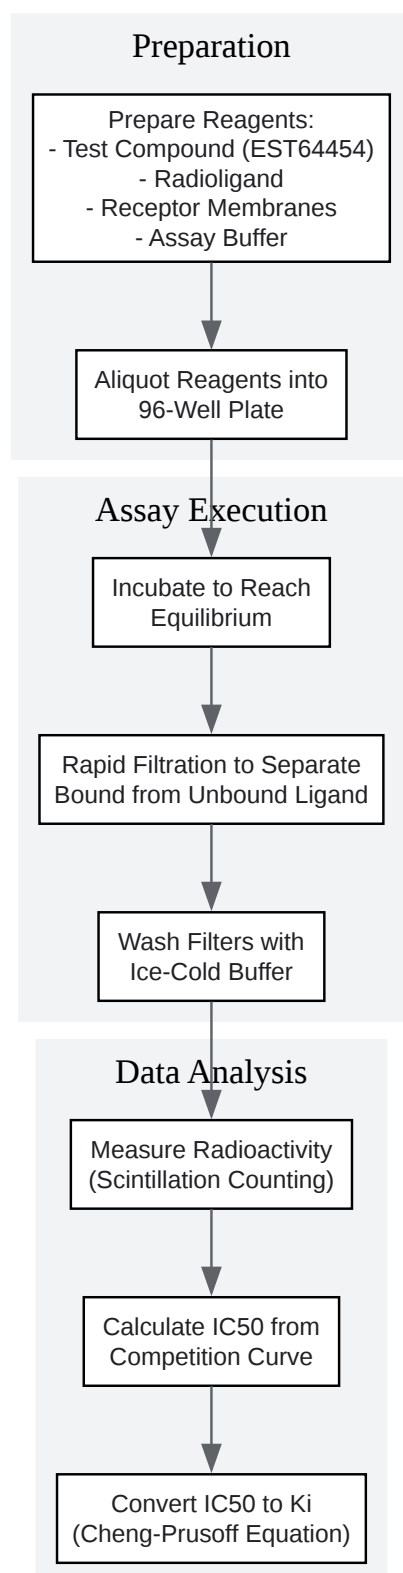 Preparation
Prepare Reagents:
- Test Compound (EST64454)
- Radioligand
- Receptor Membranes
- Assay Buffer
Aliquot Reagents into
96-Well Plate
Assay Execution
Incubate to Reach
Equilibrium
Rapid Filtration to Separate
Bound from Unbound Ligand
Wash Filters with
Ice-Cold Buffer
Data Analysis
Measure Radioactivity
(Scintillation Counting)
Calculate IC50 from
Competition Curve
Convert IC50 to Ki
(Cheng-Prusoff Equation)